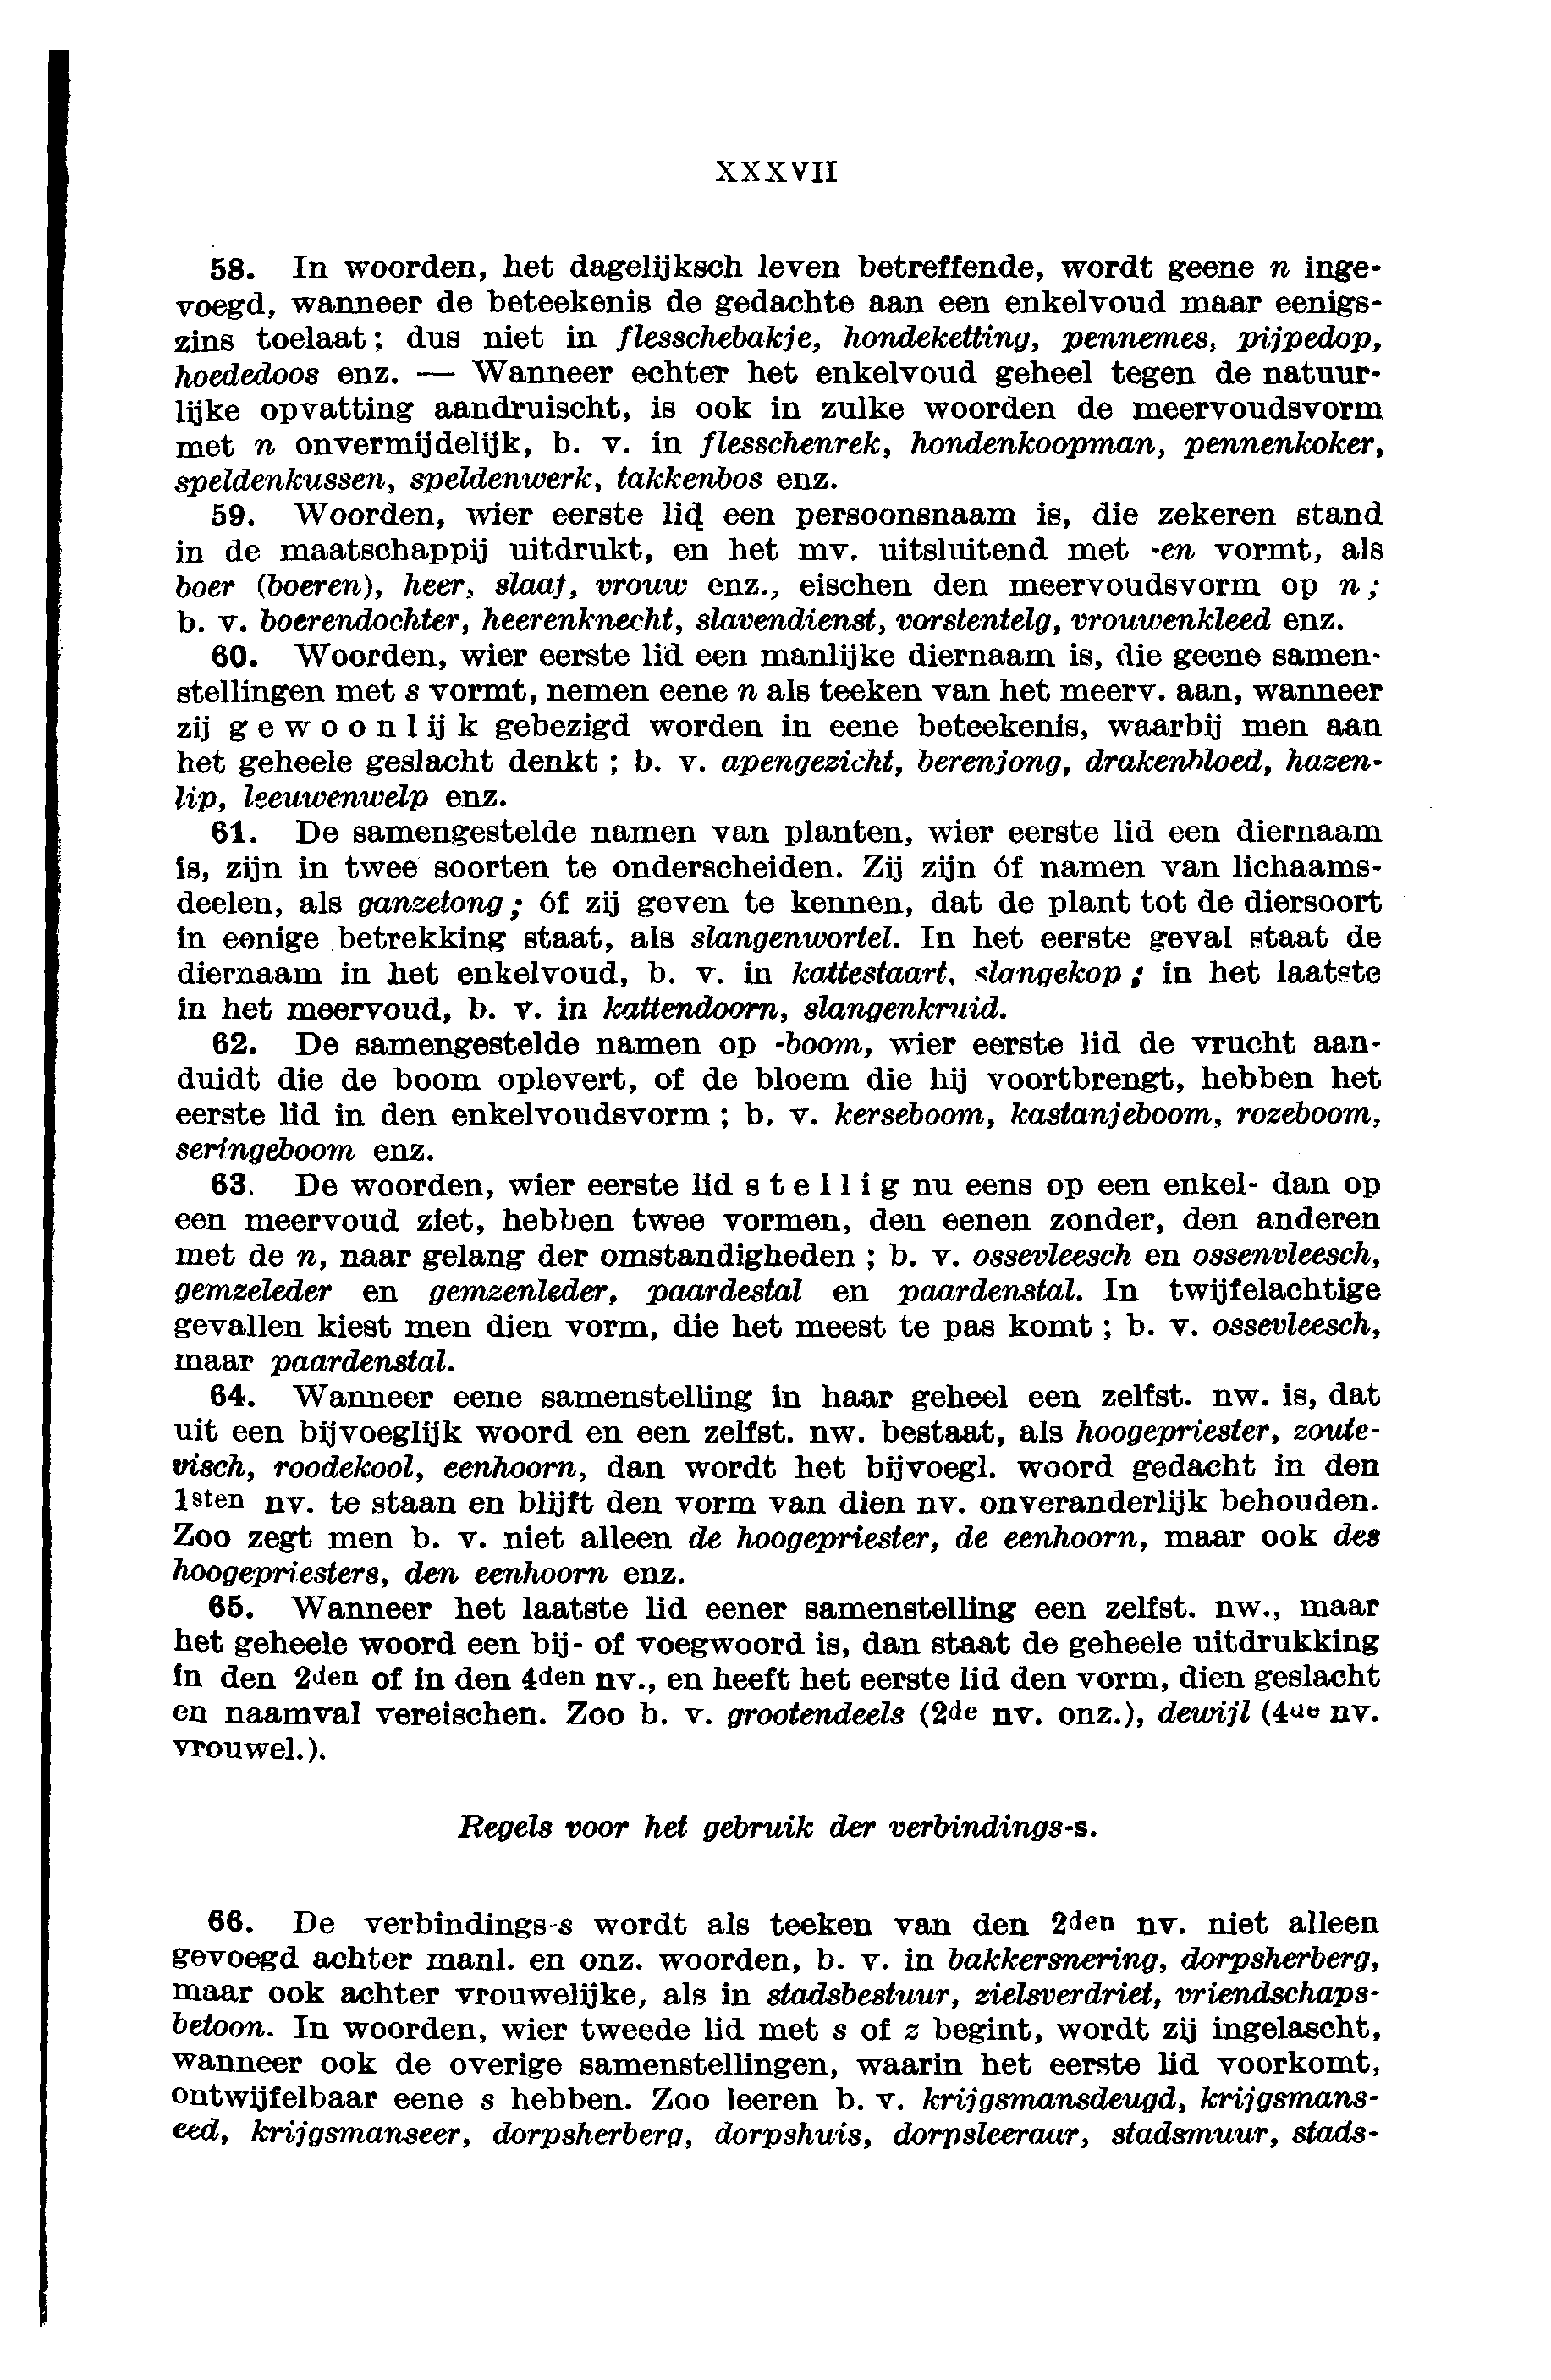 XXXVII
58. In woorden, het dagelijksch leven betreffende, wordt geene n inge-
voegd, wanneer de beteekenis de gedachte aan een enkelvoud maar eenigs-
zins toelaat; dus niet in flesschebakje, hondeketting, pennemes, pijpedop,
hoededoos enz. — Wanneer echter het enkelvoud geheel tegen de natuur-
lijke opvatting aandruischt, is ook in zulke woorden de meervoudsvorm
met n onvermijdelijk, b. v. in flesschenrek, hondenkoopman, pennenkoker,
speldenkussen, speldenwerk, takkenbos enz.
59. Woorden, wier eerste lid een persoonsnaam is, die zekeren stand
in de maatschappij uitdrukt, en het mv. uitsluitend met -en vormt, als
boer (boeren), heer, slaaf, vrouw enz., eischen den meervoudsvorm op n;
b. v. boerendochter, heerenknecht, slavendienst, vorstentelg, vrouwenkleed enz.
60. Woorden, wier eerste lid een manlijke diernaam is, die geene samen-
stellingen met s vormt, nemen eene n als teeken van het meerv. aan, wanneer
zij gewoonlijk gebezigd worden in eene beteekenis, waarbij men aan
het geheele geslacht denkt; b. v. apengezicht, berenjong, drakenbloed, hazen-
lip, leeuwenwelp enz.
61. De samengestelde namen van planten, wier eerste lid een diernaam
is, zijn in twee soorten te onderscheiden. Zij zijn óf namen van lichaams-
deelen, als ganzetong; óf zij geven te kennen, dat de plant tot de diersoort
in eenige betrekking staat, als slangenwortel. In het eerste geval staat de
diernaam in het enkelvoud, b. v. in kattestaart, slangekop; in het laatste
in het meervoud, b. v. in kattendoorn, slangenkruid.
62. De samengestelde namen op -boom, wier eerste lid de vrucht aan-
duidt die de boom oplevert, of de bloem die hij voortbrengt, hebben het
eerste lid in den enkelvoudsvorm; b. v. kerseboom, kastanjeboom, rozeboom,
seringeboom enz.
63. De woorden, wier eerste lid stellig nu eens op een enkel- dan op
een meervoud ziet, hebben twee vormen, den eenen zonder, den anderen
met de n, naar gelang der omstandigheden; b. v. ossevleesch en ossenvleesch,
gemzeleder en gemzenleder, paardestal en paardenstal. In twijfelachtige
gevallen kiest men dien vorm, die het meest te pas komt; b. v. ossevleesch,
maar paardenstal.
64. Wanneer eene samenstelling in haar geheel een zelfst. nw. is, dat
uit een bijvoeglijk woord en een zelfst. nw. bestaat, als hoogepriester, zoute-
visch, roodekool, eenhoorn, dan wordt het bijvoegl. woord gedacht in den
1sten nv. te staan en blijft den vorm van dien nv. onveranderlijk behouden.
Zoo zegt men b. v. niet alleen de hoogepriester, de eenhoorn, maar ook des
hoogepriesters, den eenhoorn enz.
65. Wanneer het laatste lid eener samenstelling een zelfst. nw., maar
het geheele woord een bij- of voegwoord is, dan staat de geheele uitdrukking
in den 2den of in den 4den nv., en heeft het eerste lid den vorm, dien geslacht
en naamval vereischen. Zoo b. v. grootendeels (2de nv. onz.), dewijl (4de nv.
vrouwel.).
Regels voor het gebruik der verbindings-s.
66. De verbindings-s wordt als teeken van den 2den nv. niet alleen
gevoegd achter manl. en onz. woorden, b. v. in bakkersnering, dorpsherberg,
maar ook achter vrouwelijke, als in stadsbestuur, zielsverdriet, vriendschaps-
betoon. In woorden, wier tweede lid met s of z begint, wordt zij ingelascht,
wanneer ook de overige samenstellingen, waarin het eerste lid voorkomt,
ontwijfelbaar eene s hebben. Zoo leeren b. v. krijgsmansdeugd, krijgsmans-
eed, krijgsmanseer, dorpsherberg, dorpshuis, dorpsleeraar, stadsmuur, stads-